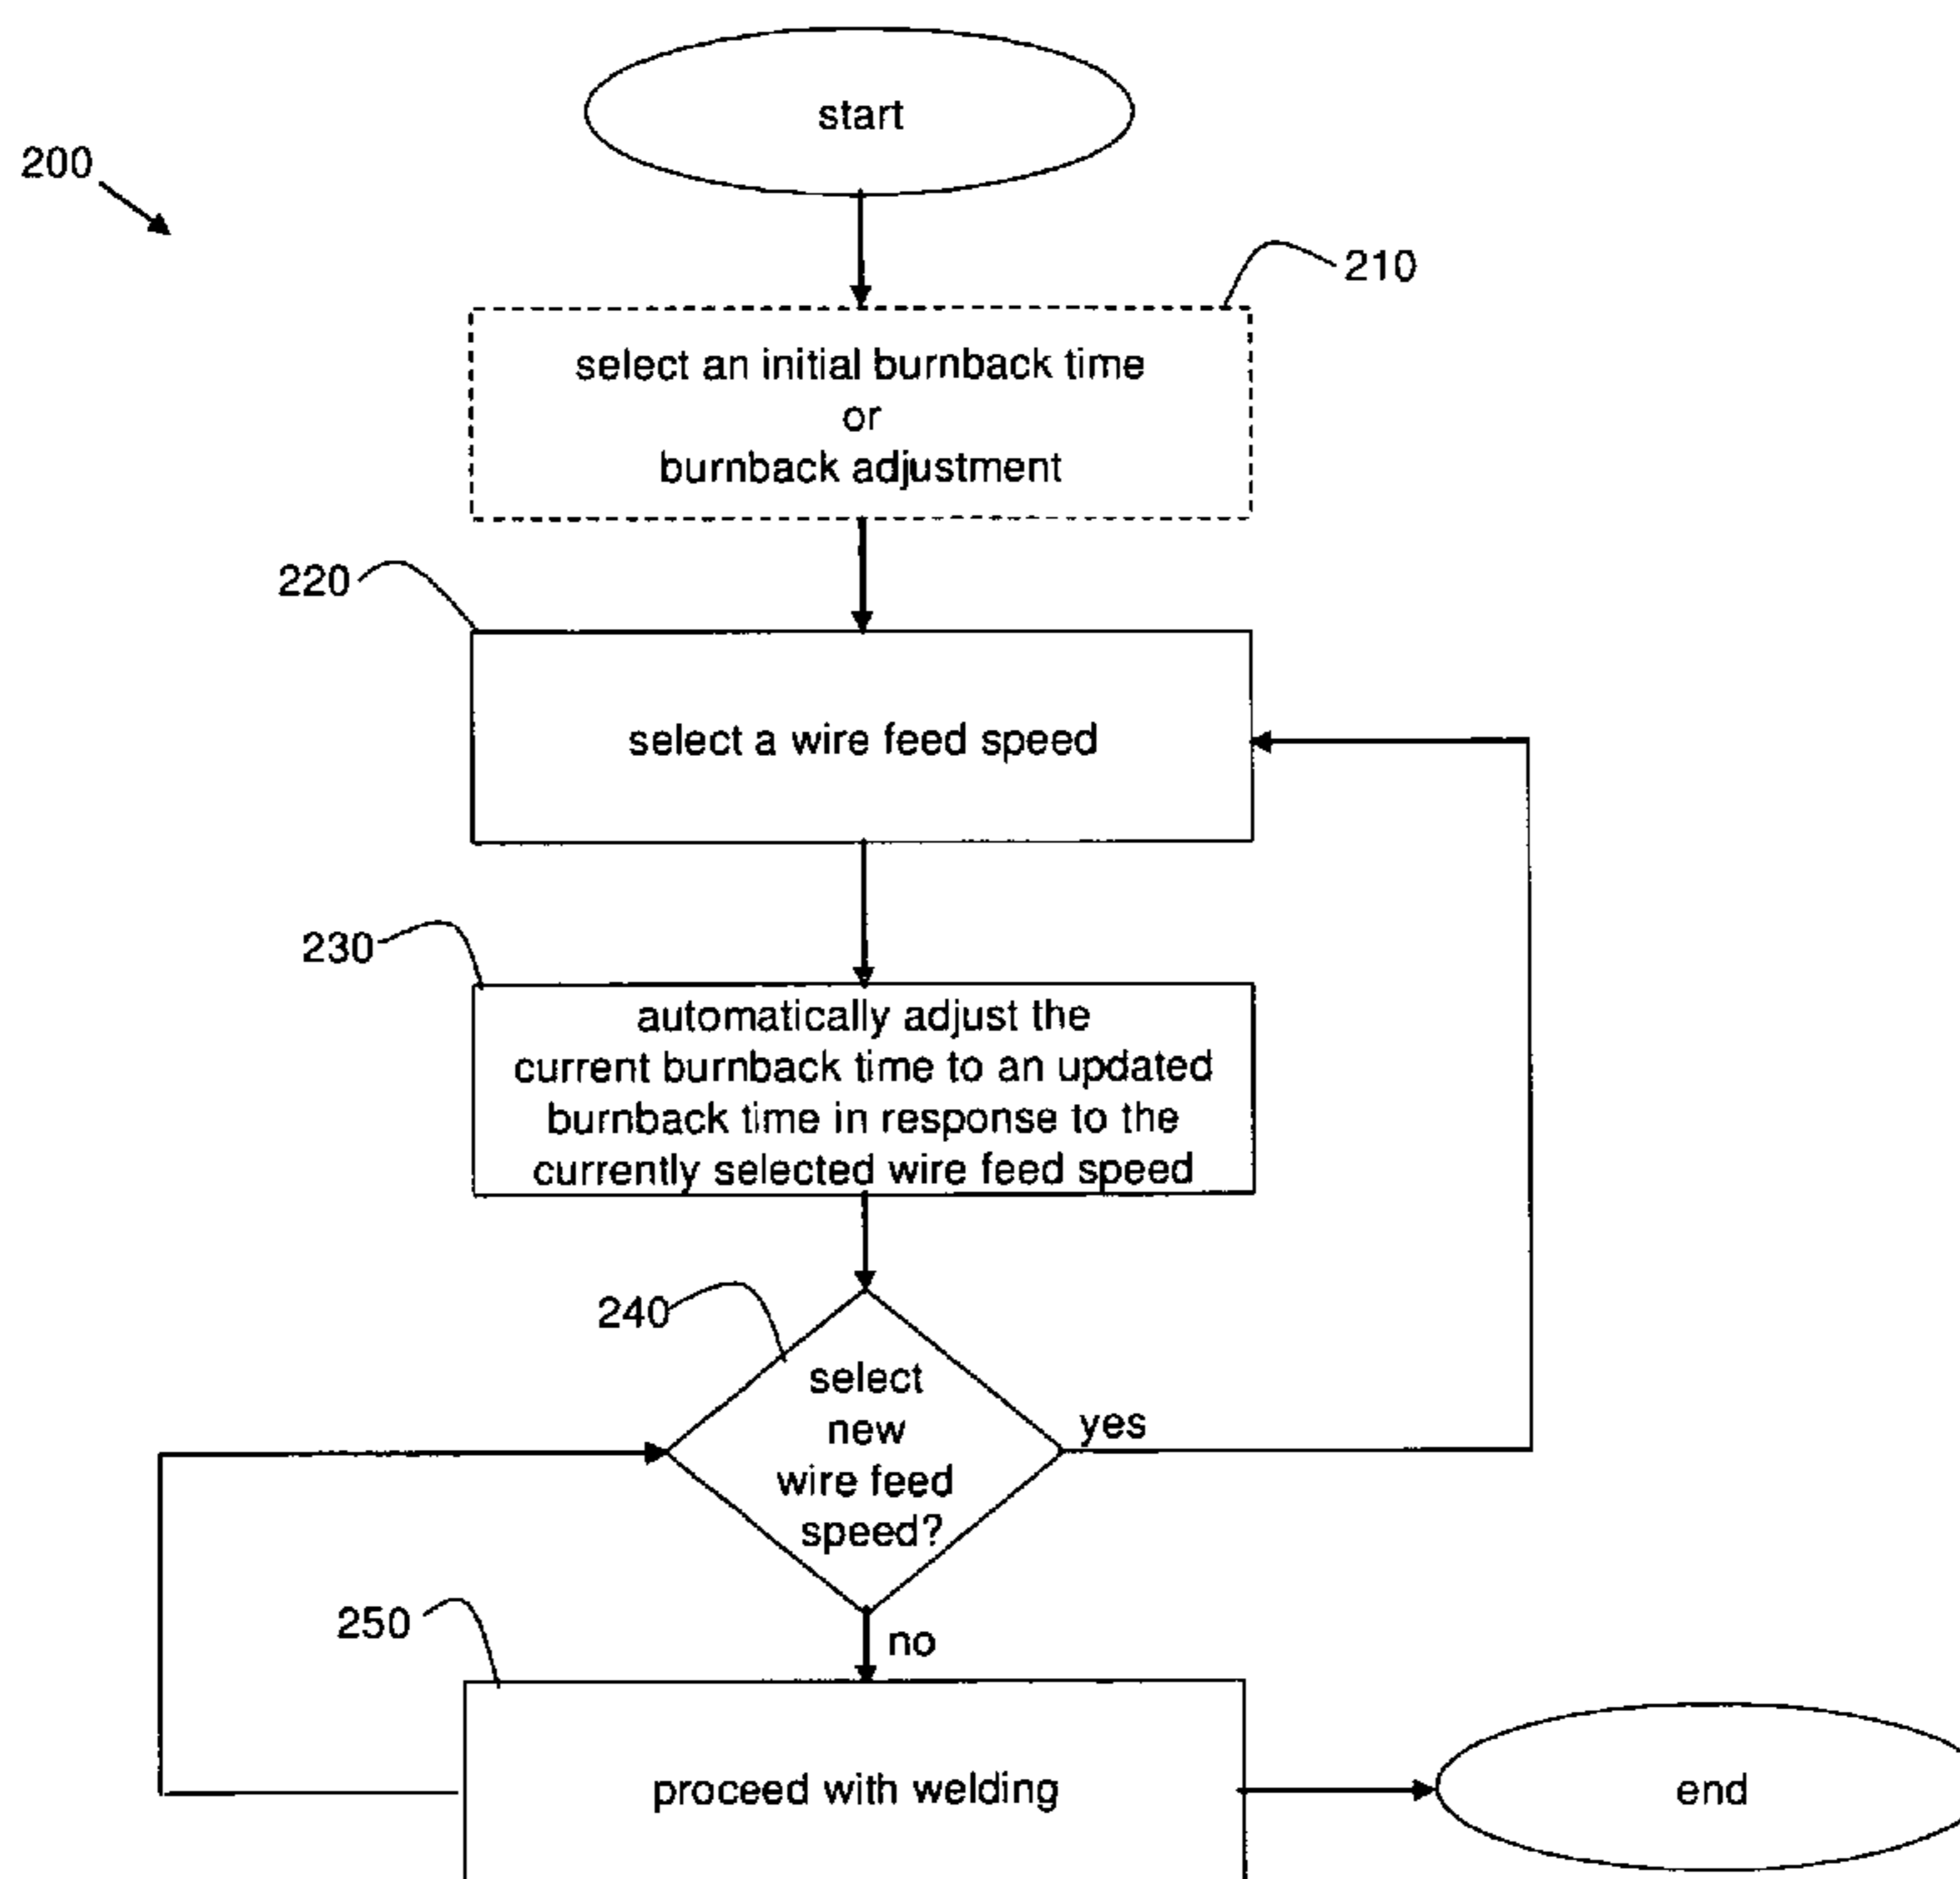 start
200
210
select an initial burnback time
or
burnback adjustment
220
select a wire feed speed
230
automatically adjust the
current burnback time to an updated
burnback time in response to the
currently selected wire feed speed
240
select
new
wire feed
speed?
yes
no
250
proceed with welding
end